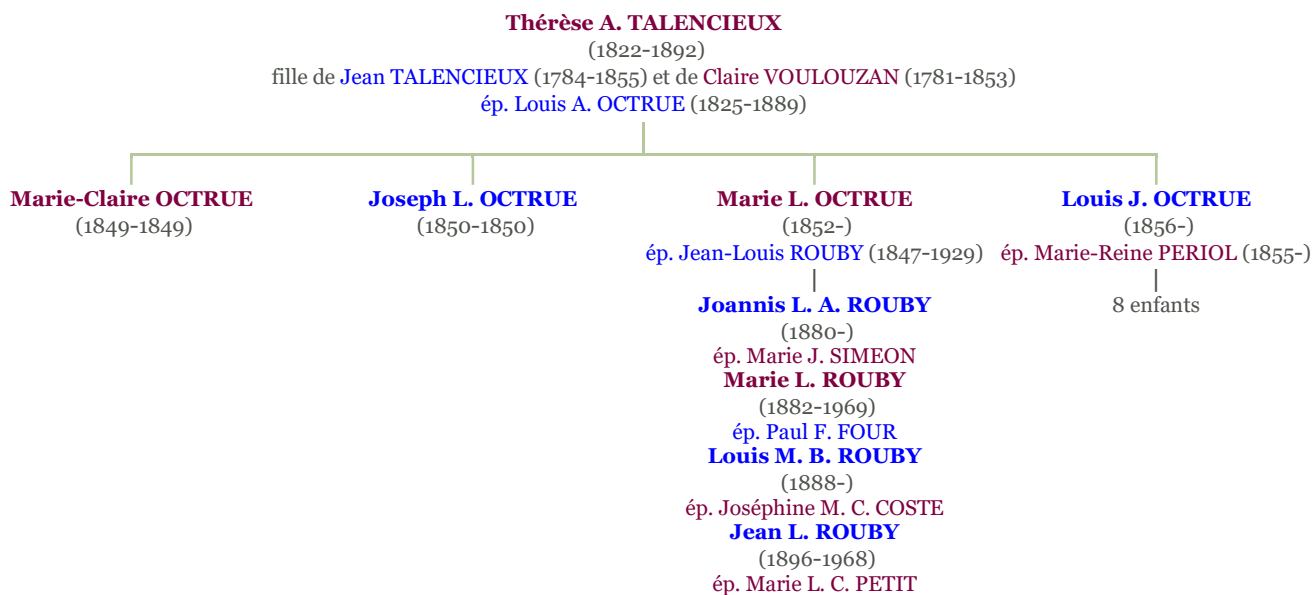 Thérèse A. TALENCIEUX
(1822-1892)
fille de Jean TALENCIEUX (1784-1855) et de Claire VOULOUZAN (1781-1853)
ép. Louis A. OCTRUE (1825-1889)
Marie-Claire OCTRUE
(1849-1849)
Joseph L. OCTRUE
(1850-1850)
Marie L. OCTRUE
(1852-)
ép. Jean-Louis ROUBY (1847-1929)
Joannis L. A. ROUBY
(1880-)
ép. Marie J. SIMEON
Marie L. ROUBY
(1882-1969)
ép. Paul F. FOUR
Louis M. B. ROUBY
(1888-)
ép. Joséphine M. C. COSTE
Jean L. ROUBY
(1896-1968)
ép. Marie L. C. PETIT
Louis J. OCTRUE
(1856-)
ép. Marie-Reine PERIOL (1855-)
8 enfants